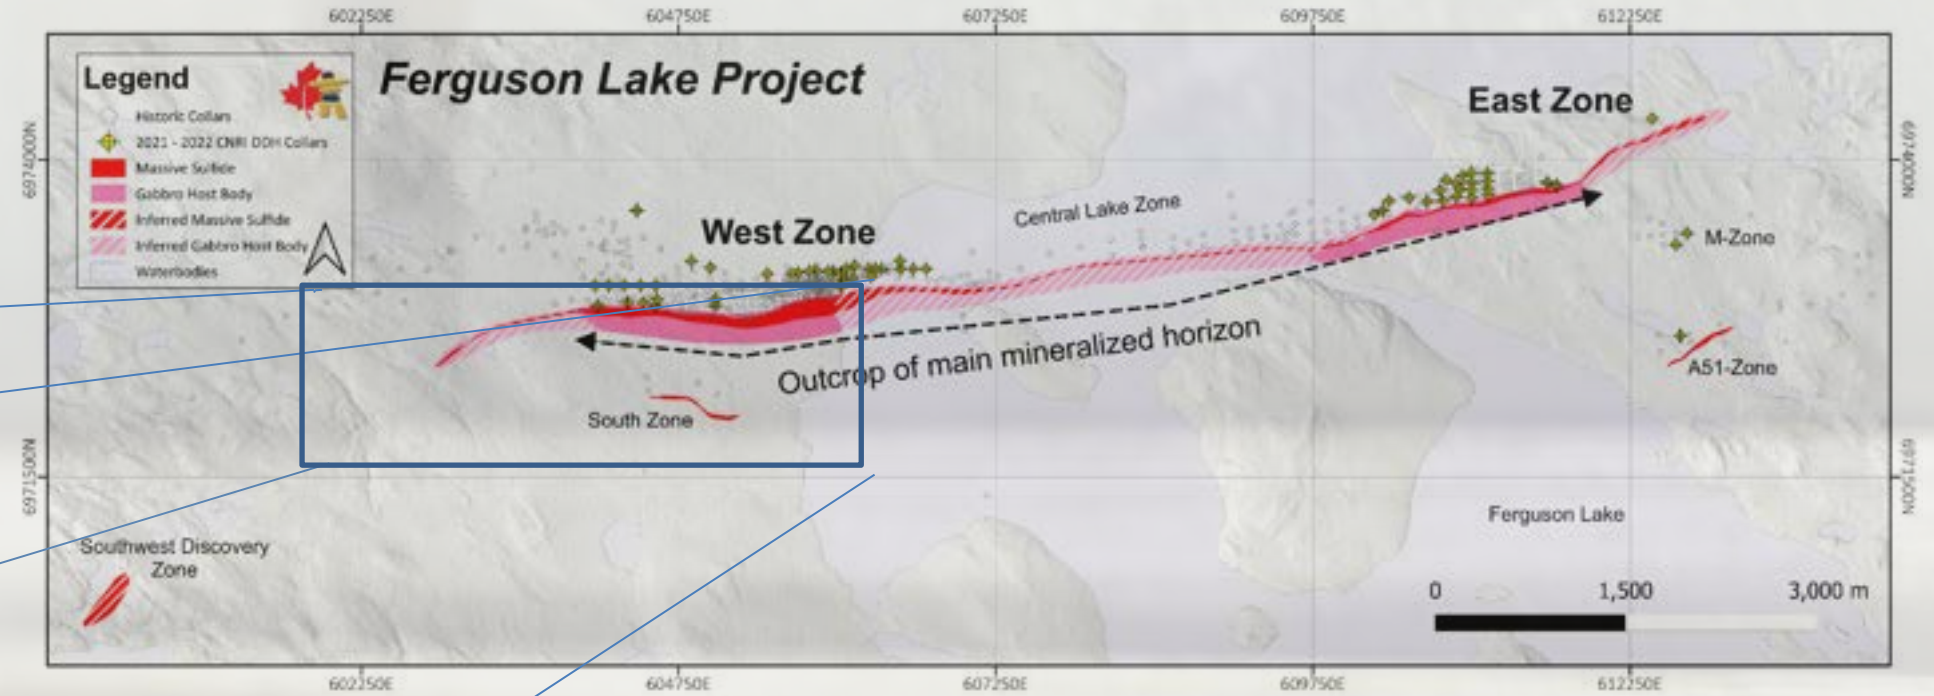 602250E 604750E 607250E 609750E 612250E
Legend
Historic Collars
2021 - 2022 CNRI DDH Collars
Massive Sulfide
Gabbro Host Body
Inferred Massive Sulfide
Inferred Gabbro Host Body
Waterbodies
Ferguson Lake Project
East Zone
6974000N
6974000N
West Zone
Central Lake Zone
M-Zone
Outcrop of main mineralized horizon
A51-Zone
South Zone
6971500N
6971500N
Ferguson Lake
Southwest Discovery
Zone
0 1,500 3,000 m
602250E 604750E 607250E 609750E 612250E